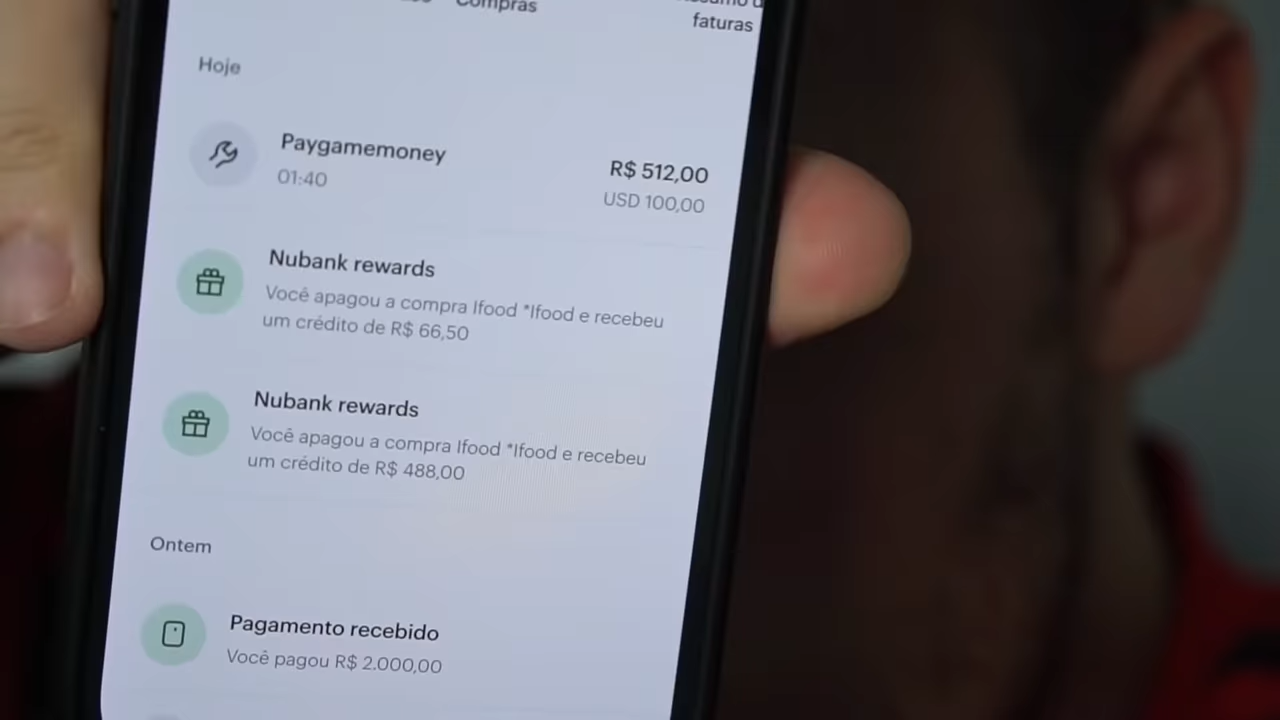 Compras
faturas
Hoje
Paygamemoney
R$ 512,00
01:40
USD 100,00
Nubank rewards
Você apagou a compra Ifood *Ifood e recebeu
um crédito de R$ 66,50
Nubank rewards
Você apagou a compra Ifood *Ifood e recebeu
um crédito de R$ 488,00
Ontem
Pagamento recebido
Você pagou R$ 2.000,00